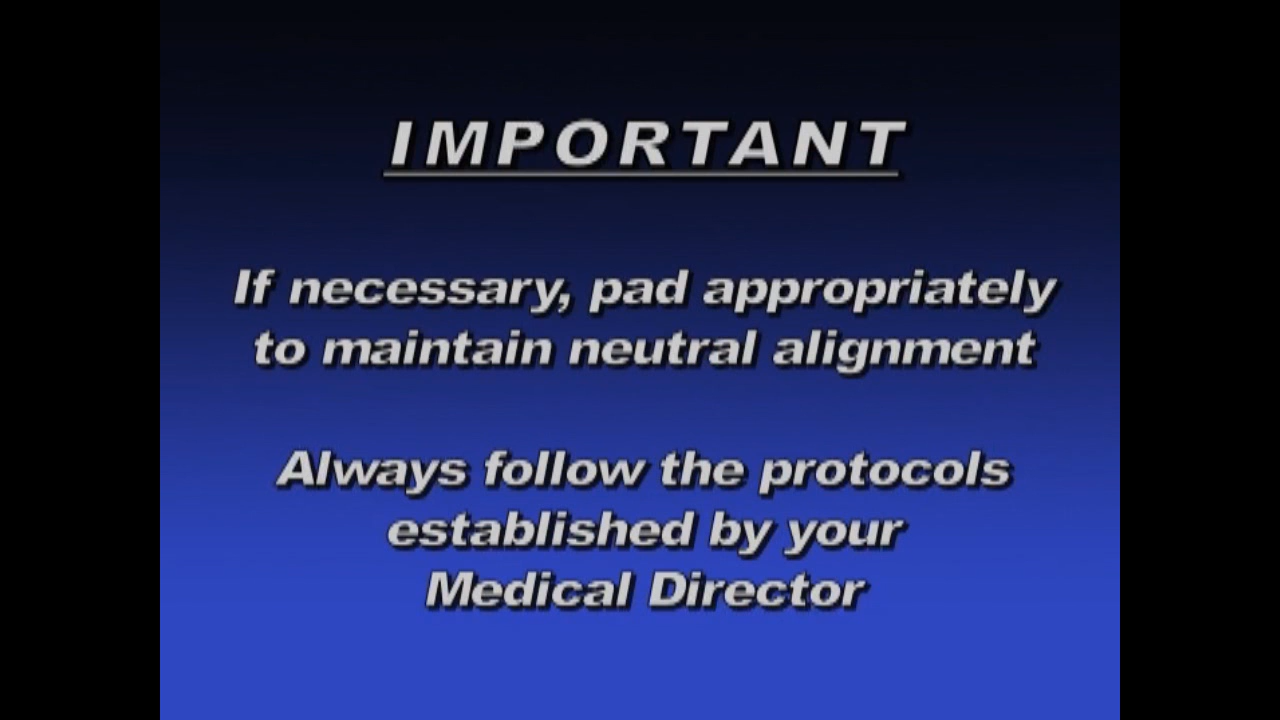 IMPORTANT
If necessary, pad appropriately
to maintain neutral alignment
Always follow the protocols
established by your
Medical Director